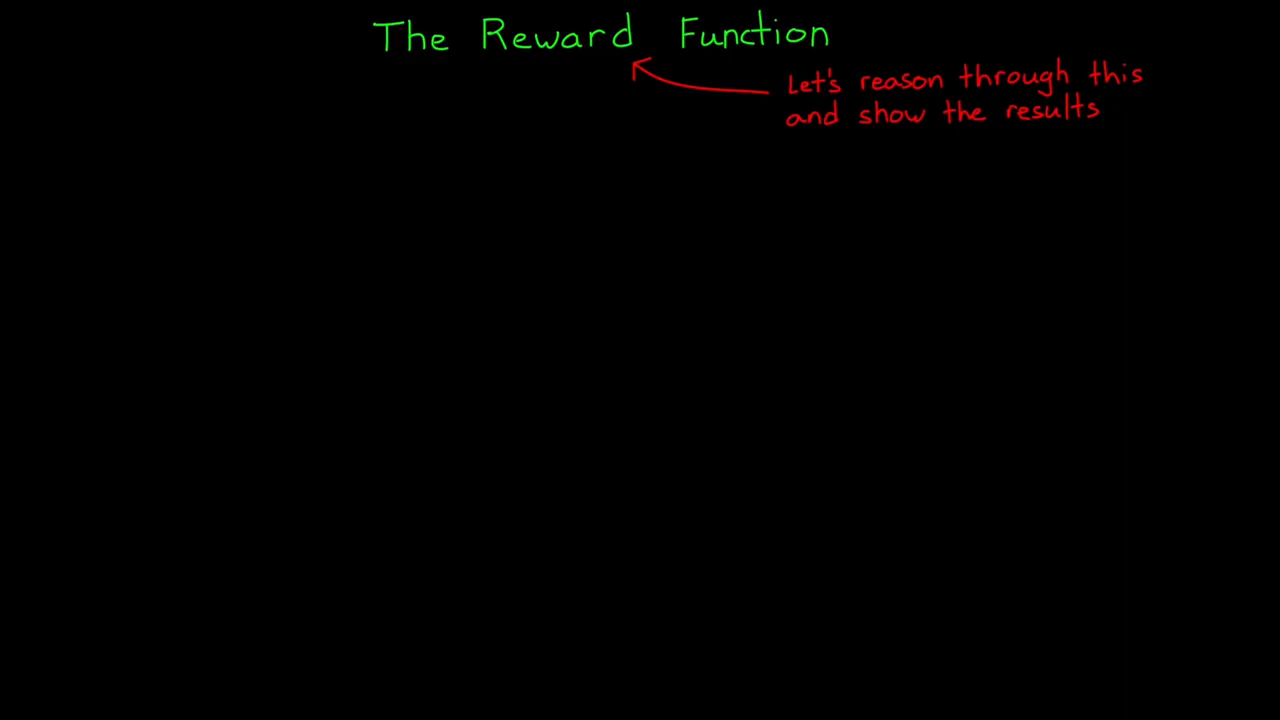 The Reward Function
Let's reason through this
and show the results